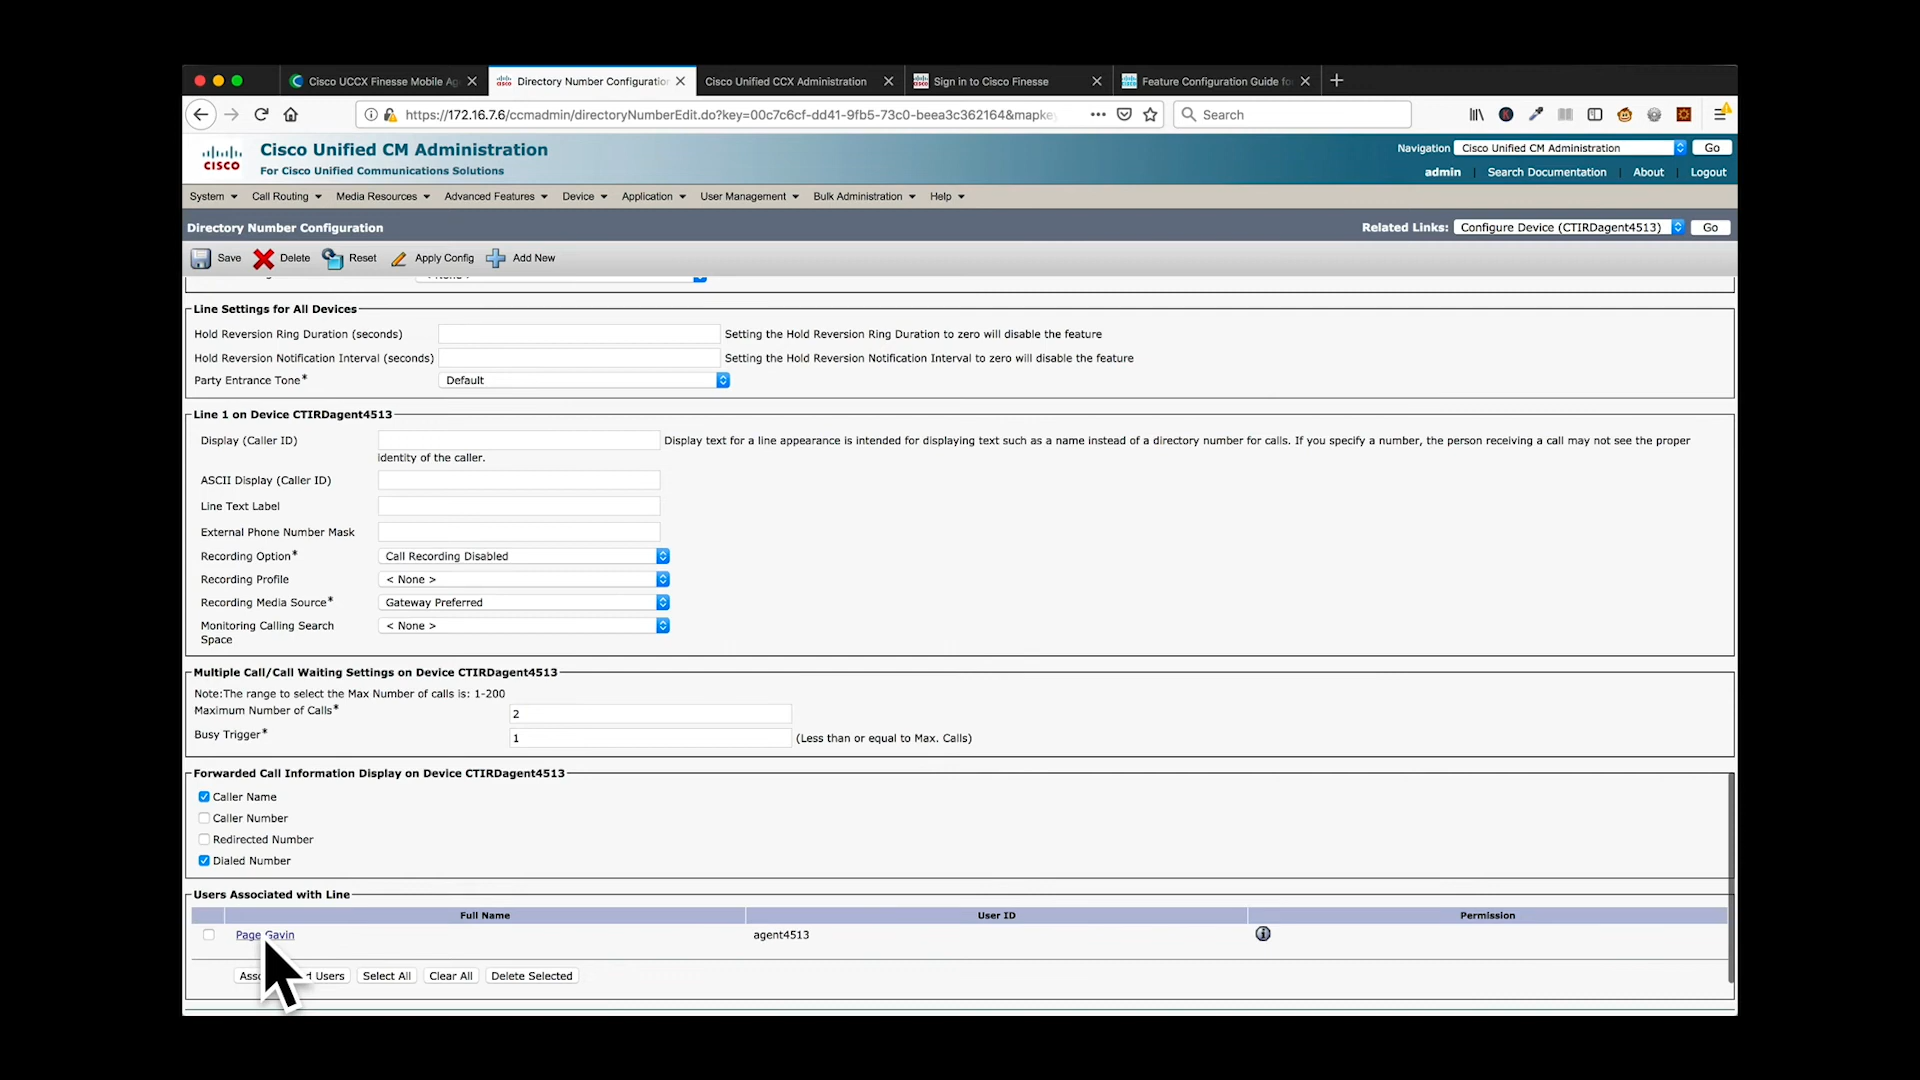 Cisco UCCX Finesse Mobile Ag
Directory Number Configuration
Cisco Unified CCX Administration
Sign in to Cisco Finesse
Feature Configuration Guide fo
https://172.16.7.6/ccmadmin/directoryNumberEdit.do?key=00c7c6cf-dd41-9fb5-73c0-beea3c362164&mapkey
Search
CISCO
Cisco Unified CM Administration
For Cisco Unified Communications Solutions
Navigation Cisco Unified CM Administration Go
admin | Search Documentation | About | Logout
System Call Routing Media Resources Advanced Features Device Application User Management Bulk Administration Help
Directory Number Configuration
Related Links: Configure Device (CTIRDagent4513) Go
Save Delete Reset Apply Config Add New
Line Settings for All Devices
Hold Reversion Ring Duration (seconds) Setting the Hold Reversion Ring Duration to zero will disable the feature
Hold Reversion Notification Interval (seconds) Setting the Hold Reversion Notification Interval to zero will disable the feature
Party Entrance Tone* Default
Line 1 on Device CTIRDagent4513
Display (Caller ID) Display text for a line appearance is intended for displaying text such as a name instead of a directory number for calls. If you specify a number, the person receiving a call may not see the proper
identity of the caller.
ASCII Display (Caller ID)
Line Text Label
External Phone Number Mask
Recording Option* Call Recording Disabled
Recording Profile < None >
Recording Media Source* Gateway Preferred
Monitoring Calling Search < None >
Space
Multiple Call/Call Waiting Settings on Device CTIRDagent4513
Note:The range to select the Max Number of calls is: 1-200
Maximum Number of Calls* 2
Busy Trigger* 1 (Less than or equal to Max. Calls)
Forwarded Call Information Display on Device CTIRDagent4513
Caller Name
Caller Number
Redirected Number
Dialed Number
Users Associated with Line
Full Name User ID Permission
Page Gavin agent4513
Users Select All Clear All Delete Selected